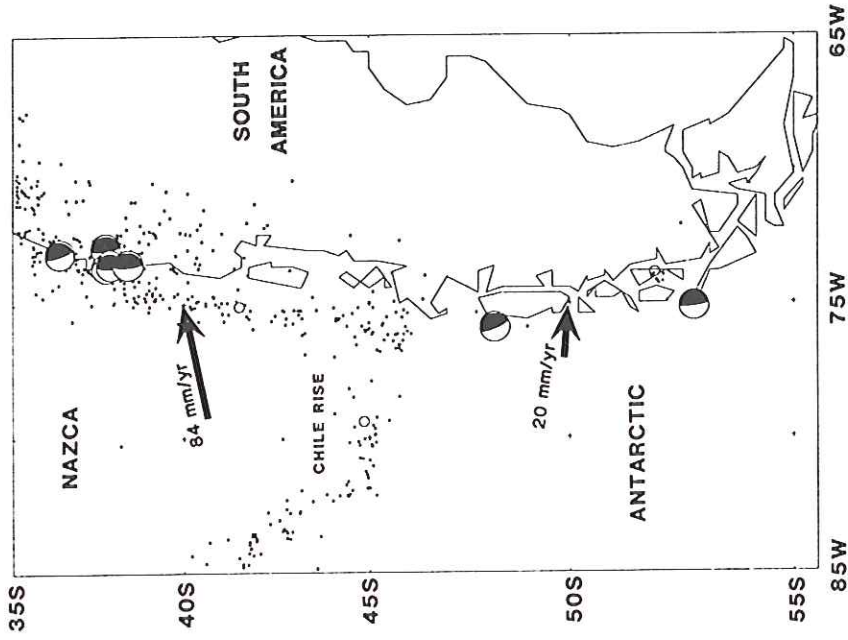 35S
40S
45S
50S
55S
85W
75W
65W
NAZCA
84 mm/yr
SOUTH
AMERICA
CHILE RISE
20 mm/yr
ANTARCTIC